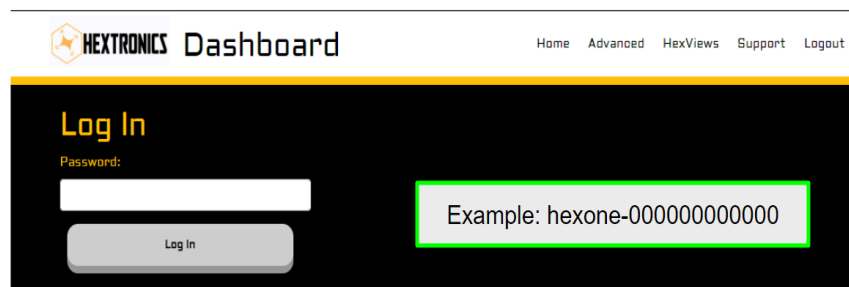 HEXTRONICS Dashboard Home Advanced HexViews Support Logout
Log In
Password:
Example: hexone-000000000000
Log In